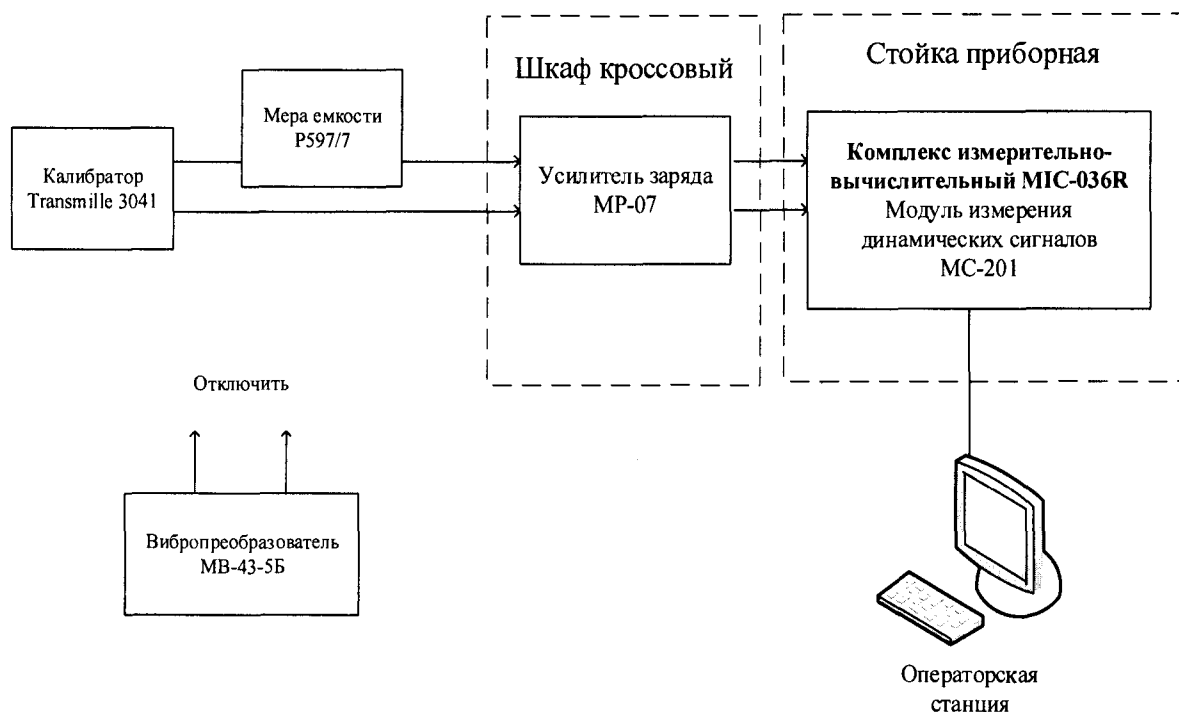 Шкаф кроссовый
Стойка приборная
Мера емкости
Р597/7
Калибратор
Transmille 3041
Усилитель заряда
МР-07
Комплекс измерительно-
вычислительный MIC-036R
Модуль измерения
динамических сигналов
МС-201
Отключить
Вибропреобразователь
МВ-43-5Б
Операторская
станция